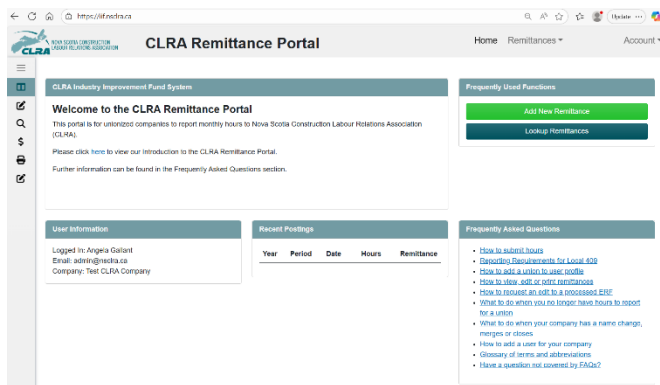 https://iif.nsclra.ca
Update
NOVA SCOTIA CONSTRUCTION
LABOUR RELATIONS ASSOCIATION
CLRA
CLRA Remittance Portal
Home
Remittances
Account
CLRA Industry Improvement Fund System
Welcome to the CLRA Remittance Portal
This portal is for unionized companies to report monthly hours to Nova Scotia Construction Labour Relations Association
(CLRA).
Please click here to view our Introduction to the CLRA Remittance Portal.
Further information can be found in the Frequently Asked Questions section.
Frequently Used Functions
Add New Remittance
Lookup Remittances
User Information
Logged In: Angela Gallant
Email: admin@nsclra.ca
Company: Test CLRA Company
Recent Postings
Year Period Date Hours Remittance
Frequently Asked Questions
How to submit hours
Reporting Requirements for Local 409
How to add a union to user profile
How to view, edit or print remittances
How to request an edit to a processed ERF
What to do when you no longer have hours to report
for a union
What to do when your company has a name change,
merges or closes
How to add a user for your company
Glossary of terms and abbreviations
Have a question not covered by FAQs?